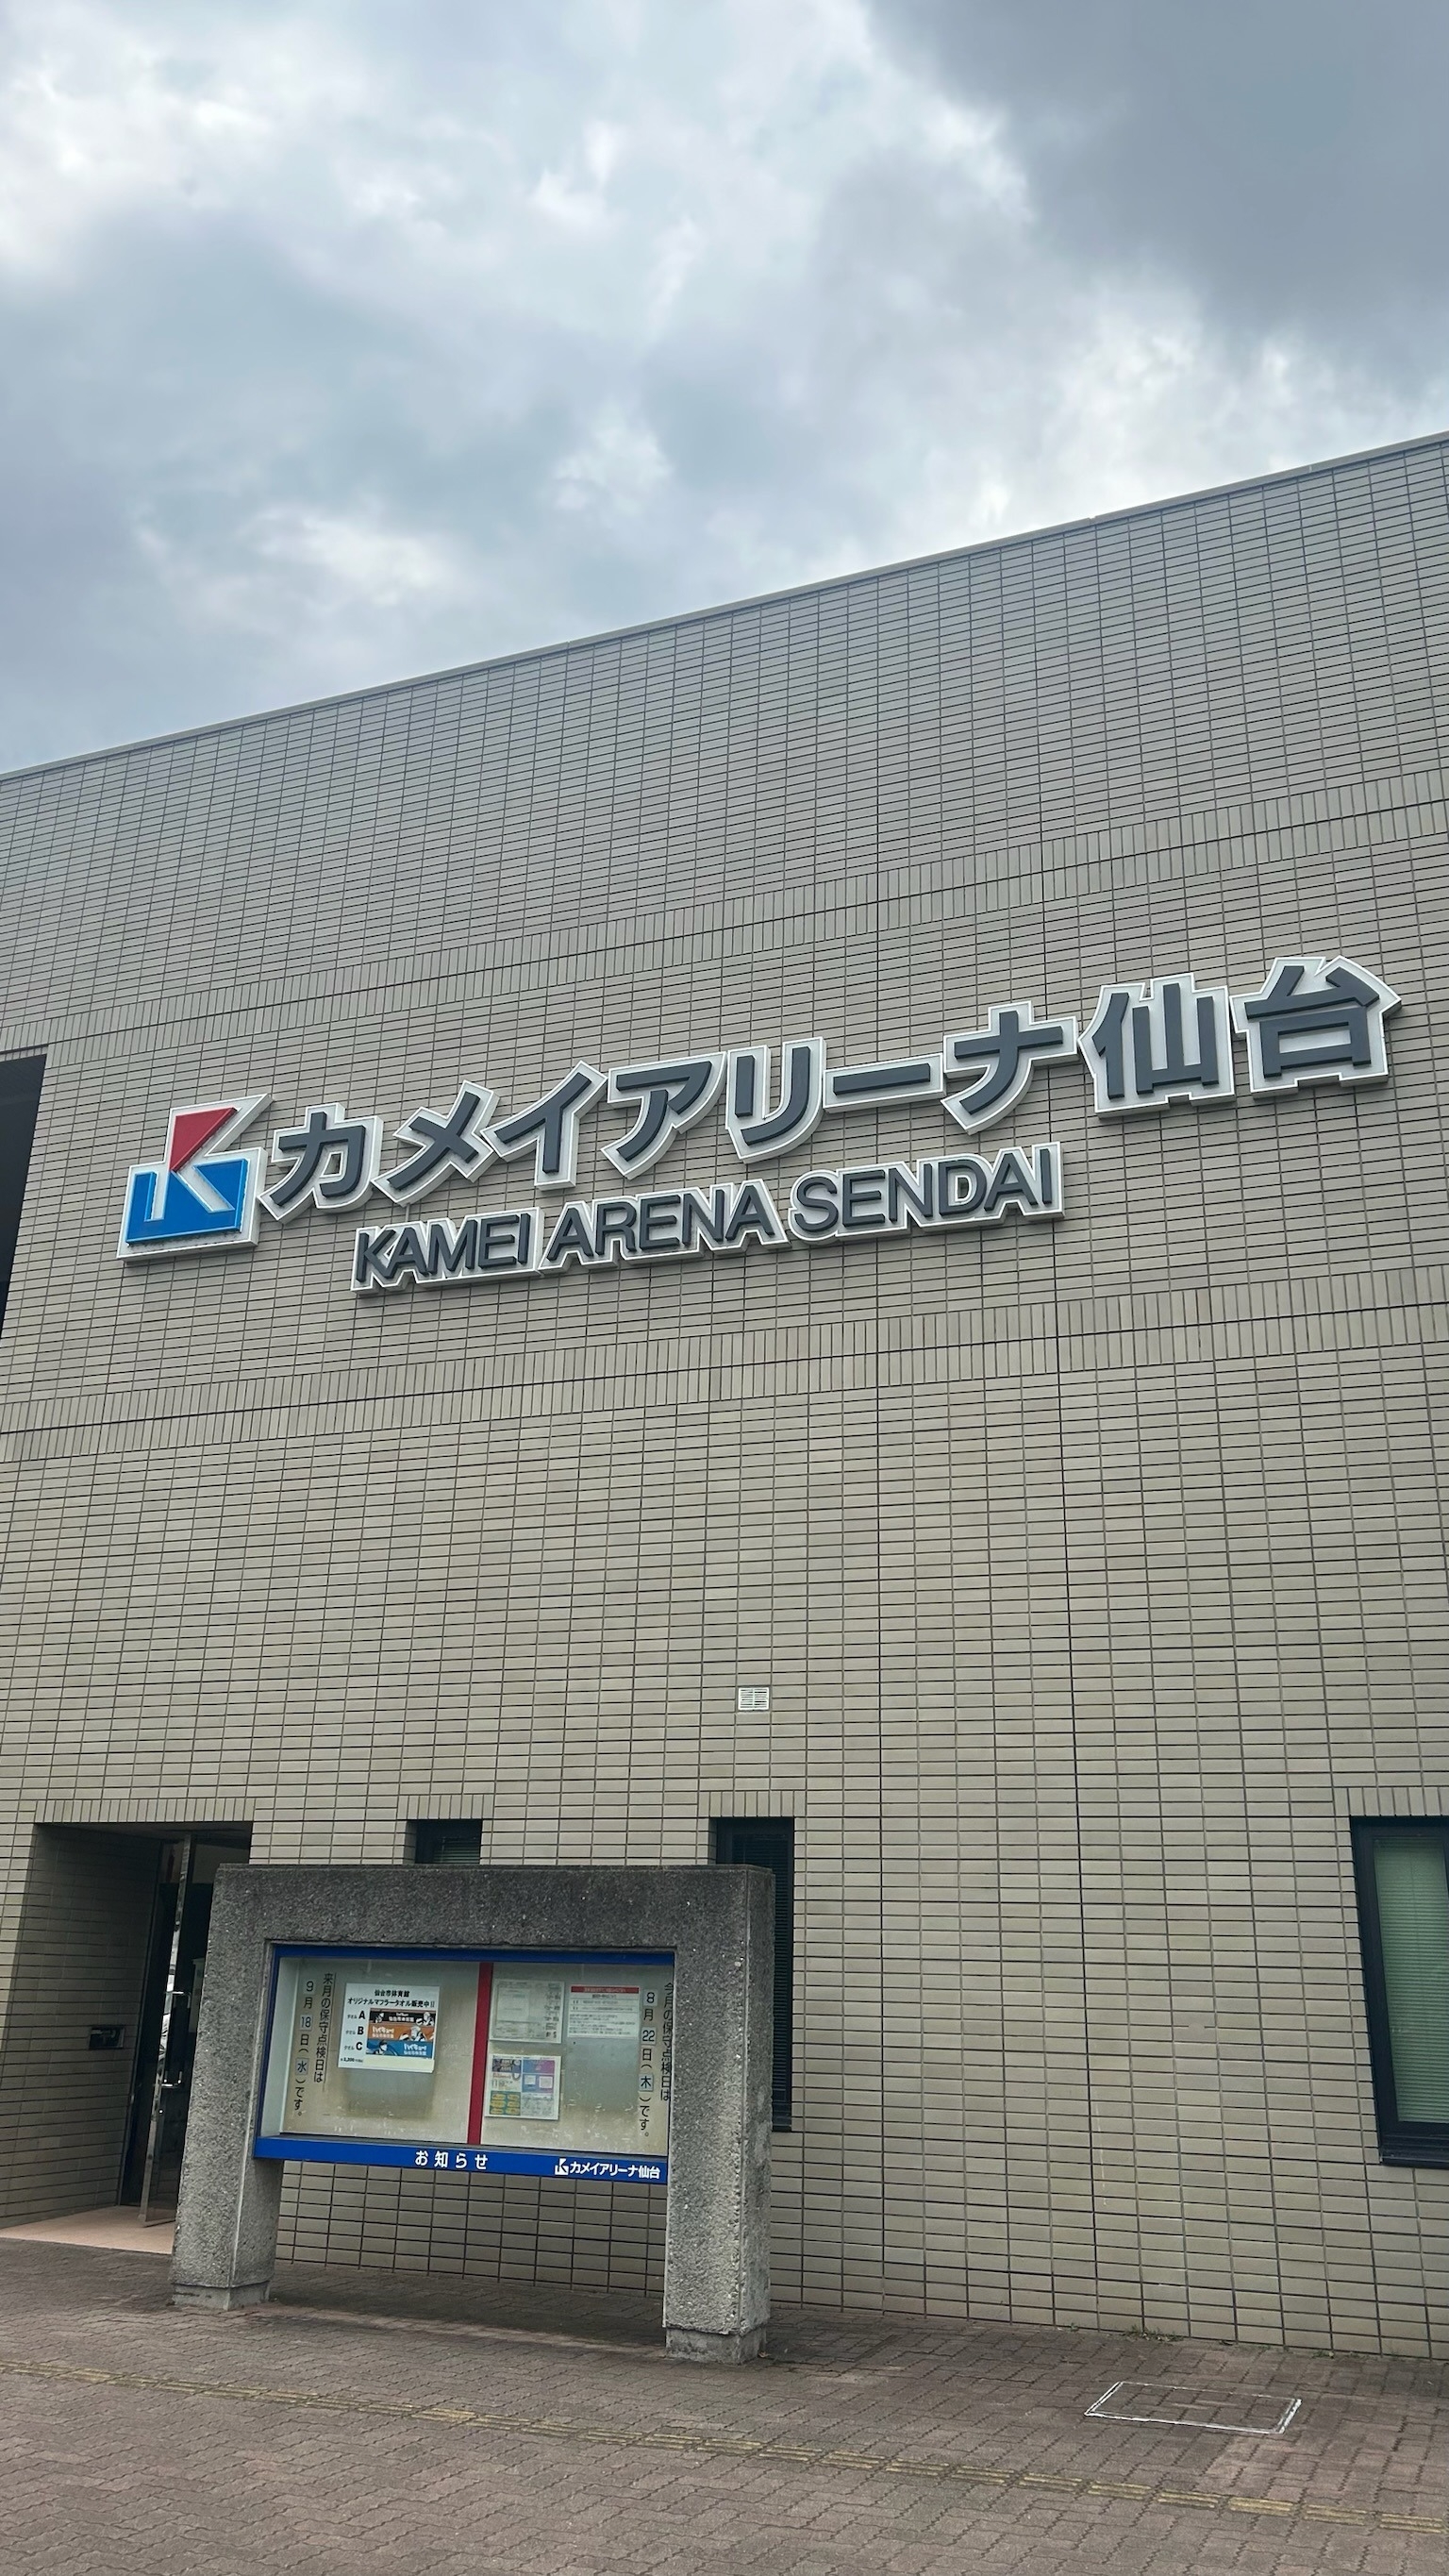 カメイアリーナ仙台
KAMEI ARENA SENDAI
今月の保守点検日は
8月22日(木)です。
来月の保守点検日は
9月18日(水)です。
仙台市体育館
オリジナルマフラータオル販売中!!
A
B
C
お知らせ
カメイアリーナ仙台